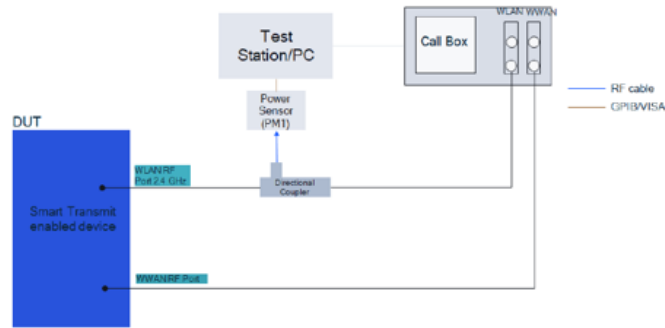 Test
Station/PC
Call Box
WLAN WWAN
RF cable
GPIB/VISA
Power
Sensor
(PM1)
DUT
WLAN RF
Port 2.4 GHz
Directional
Coupler
Smart Transmit
enabled device
WWAN RF Port